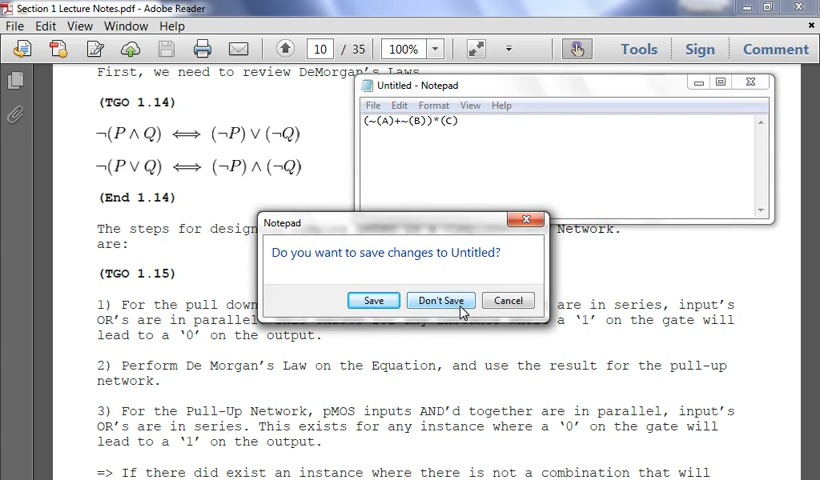 Section 1 Lecture Notes.pdf - Adobe Reader
File Edit View Window Help
10 / 35 100% Tools Sign Comment
First, we need to review DeMorgan's Laws
(TGO 1.14)
¬(P ∧ Q) ⟺ (¬P) ∨ (¬Q)
¬(P ∨ Q) ⟺ (¬P) ∧ (¬Q)
(End 1.14)
Untitled - Notepad
File Edit Format View Help
(~(A)+~(B))*(C)
The steps for design Network.
are:
Notepad
Do you want to save changes to Untitled?
Save Don't Save Cancel
(TGO 1.15)
1) For the pull down are in series, input's
OR's are in parallel a '1' on the gate will
lead to a '0' on the output.
2) Perform De Morgan's Law on the Equation, and use the result for the pull-up
network.
3) For the Pull-Up Network, pMOS inputs AND'd together are in parallel, input's
OR's are in series. This exists for any instance where a '0' on the gate will
lead to a '1' on the output.
=> If there did exist an instance where there is not a combination that will